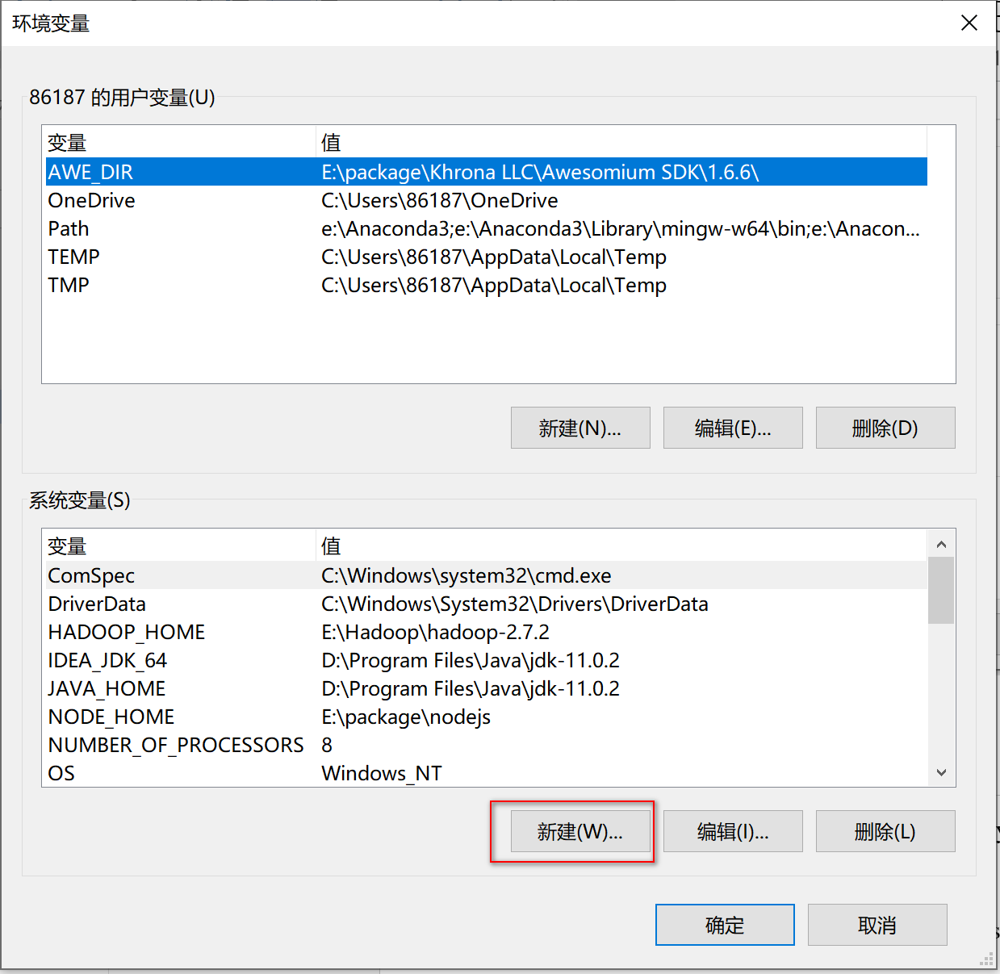 环境变量
86187 的用户变量(U)
变量 值
AWE_DIR E:\package\Khrona LLC\Awesomium SDK\1.6.6\
OneDrive C:\Users\86187\OneDrive
Path e:\Anaconda3;e:\Anaconda3\Library\mingw-w64\bin;e:\Anacon...
TEMP C:\Users\86187\AppData\Local\Temp
TMP C:\Users\86187\AppData\Local\Temp
新建(N)... 编辑(E)... 删除(D)
系统变量(S)
变量 值
ComSpec C:\Windows\system32\cmd.exe
DriverData C:\Windows\System32\Drivers\DriverData
HADOOP_HOME E:\Hadoop\hadoop-2.7.2
IDEA_JDK_64 D:\Program Files\Java\jdk-11.0.2
JAVA_HOME D:\Program Files\Java\jdk-11.0.2
NODE_HOME E:\package\nodejs
NUMBER_OF_PROCESSORS 8
OS Windows_NT
新建(W)... 编辑(I)... 删除(L)
确定 取消